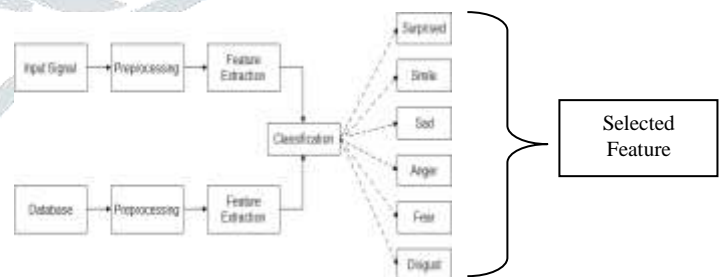 Surprised
Input Signal
Preprocessing
Feature
Extraction
Smile
Sad
Classification
Selected
Feature
Anger
Database
Preprocessing
Feature
Extraction
Fear
Disgust